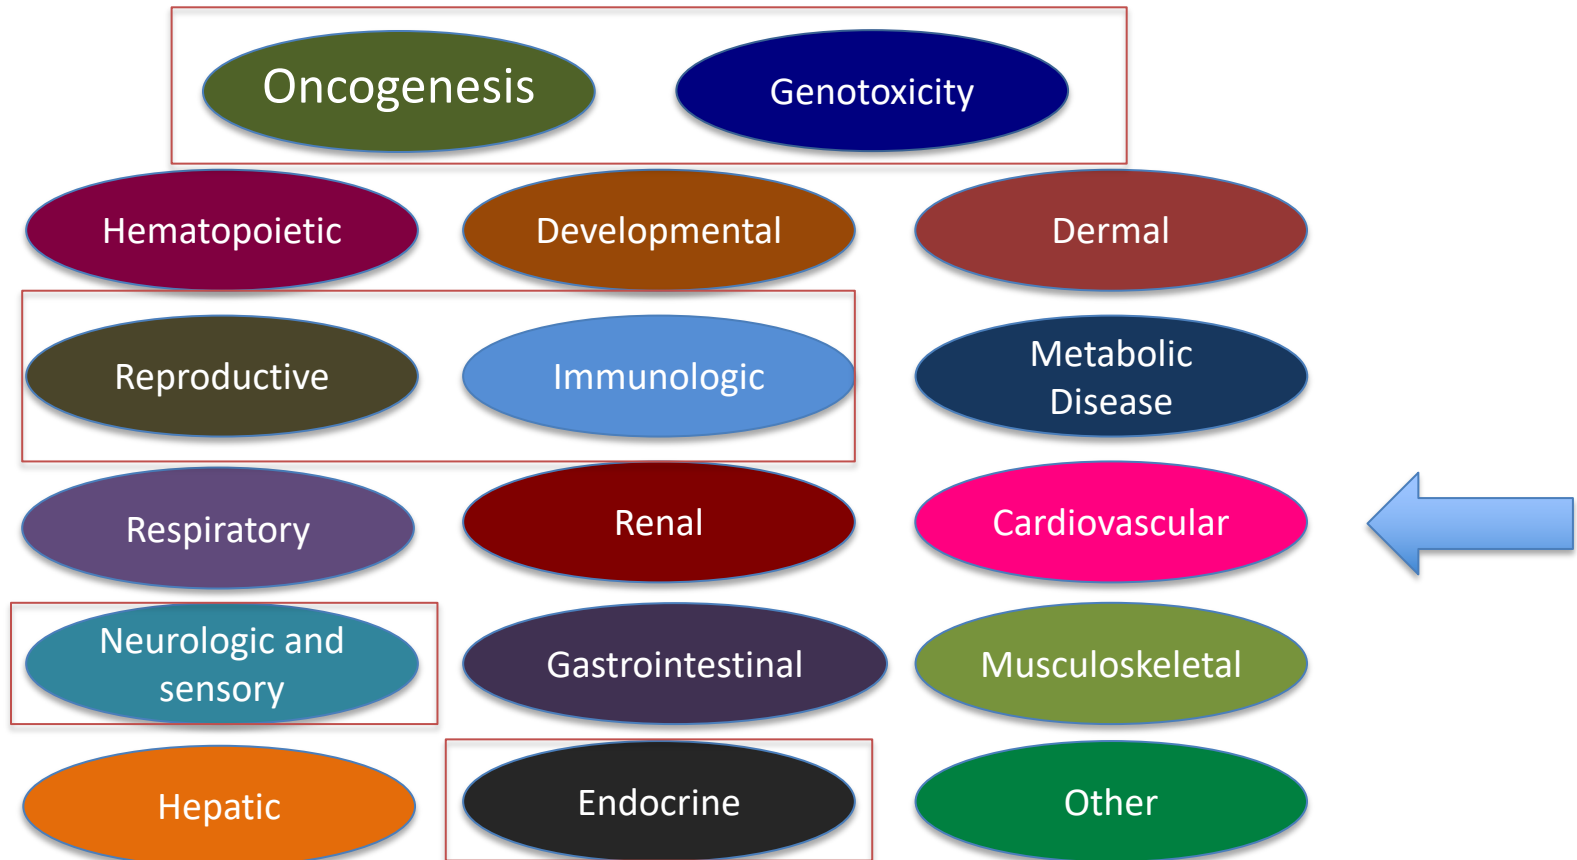 Oncogenesis
Genotoxicity
Hematopoietic
Developmental
Dermal
Reproductive
Immunologic
Metabolic
Disease
Respiratory
Renal
Cardiovascular
Neurologic and
sensory
Gastrointestinal
Musculoskeletal
Hepatic
Endocrine
Other